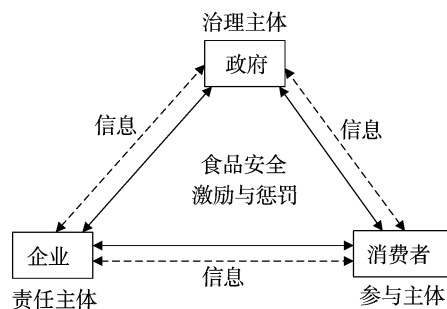 治理主体
政府
信息
信息
食品安全
激励与惩罚
企业
消费者
信息
责任主体
参与主体